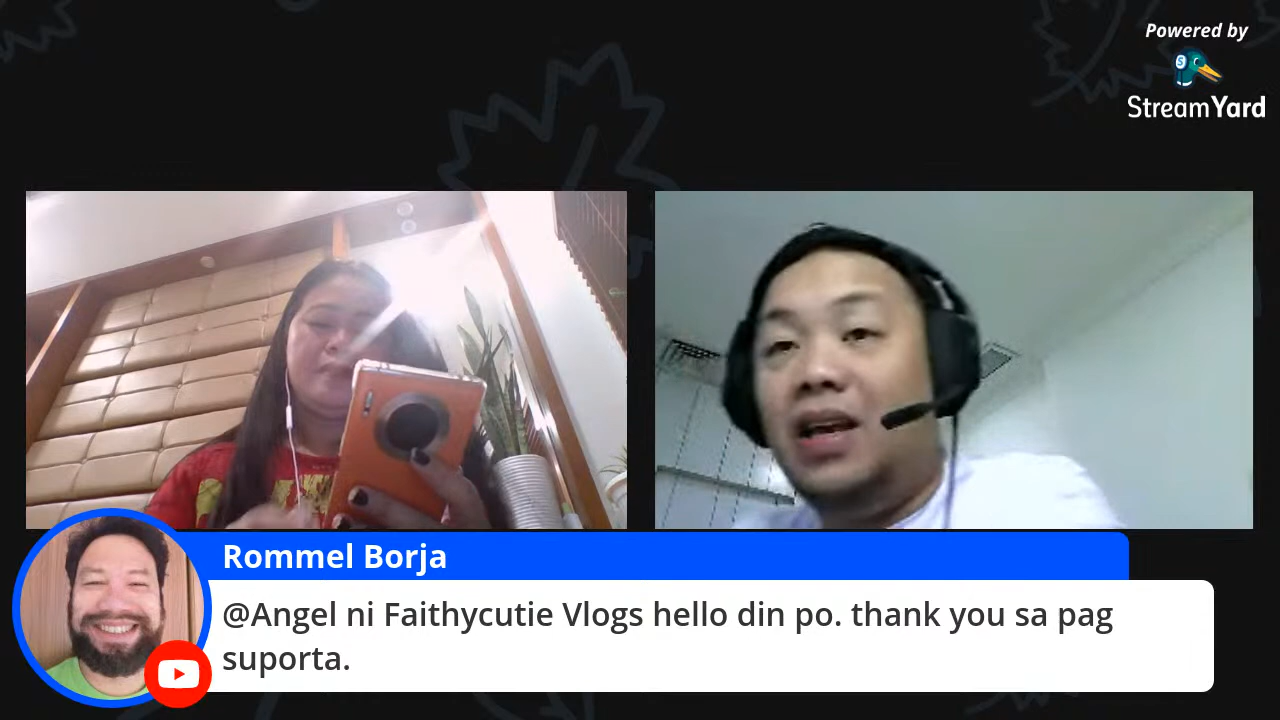 Powered by
StreamYard
Rommel Borja
@Angel ni Faithycutie Vlogs hello din po. thank you sa pag
suporta.